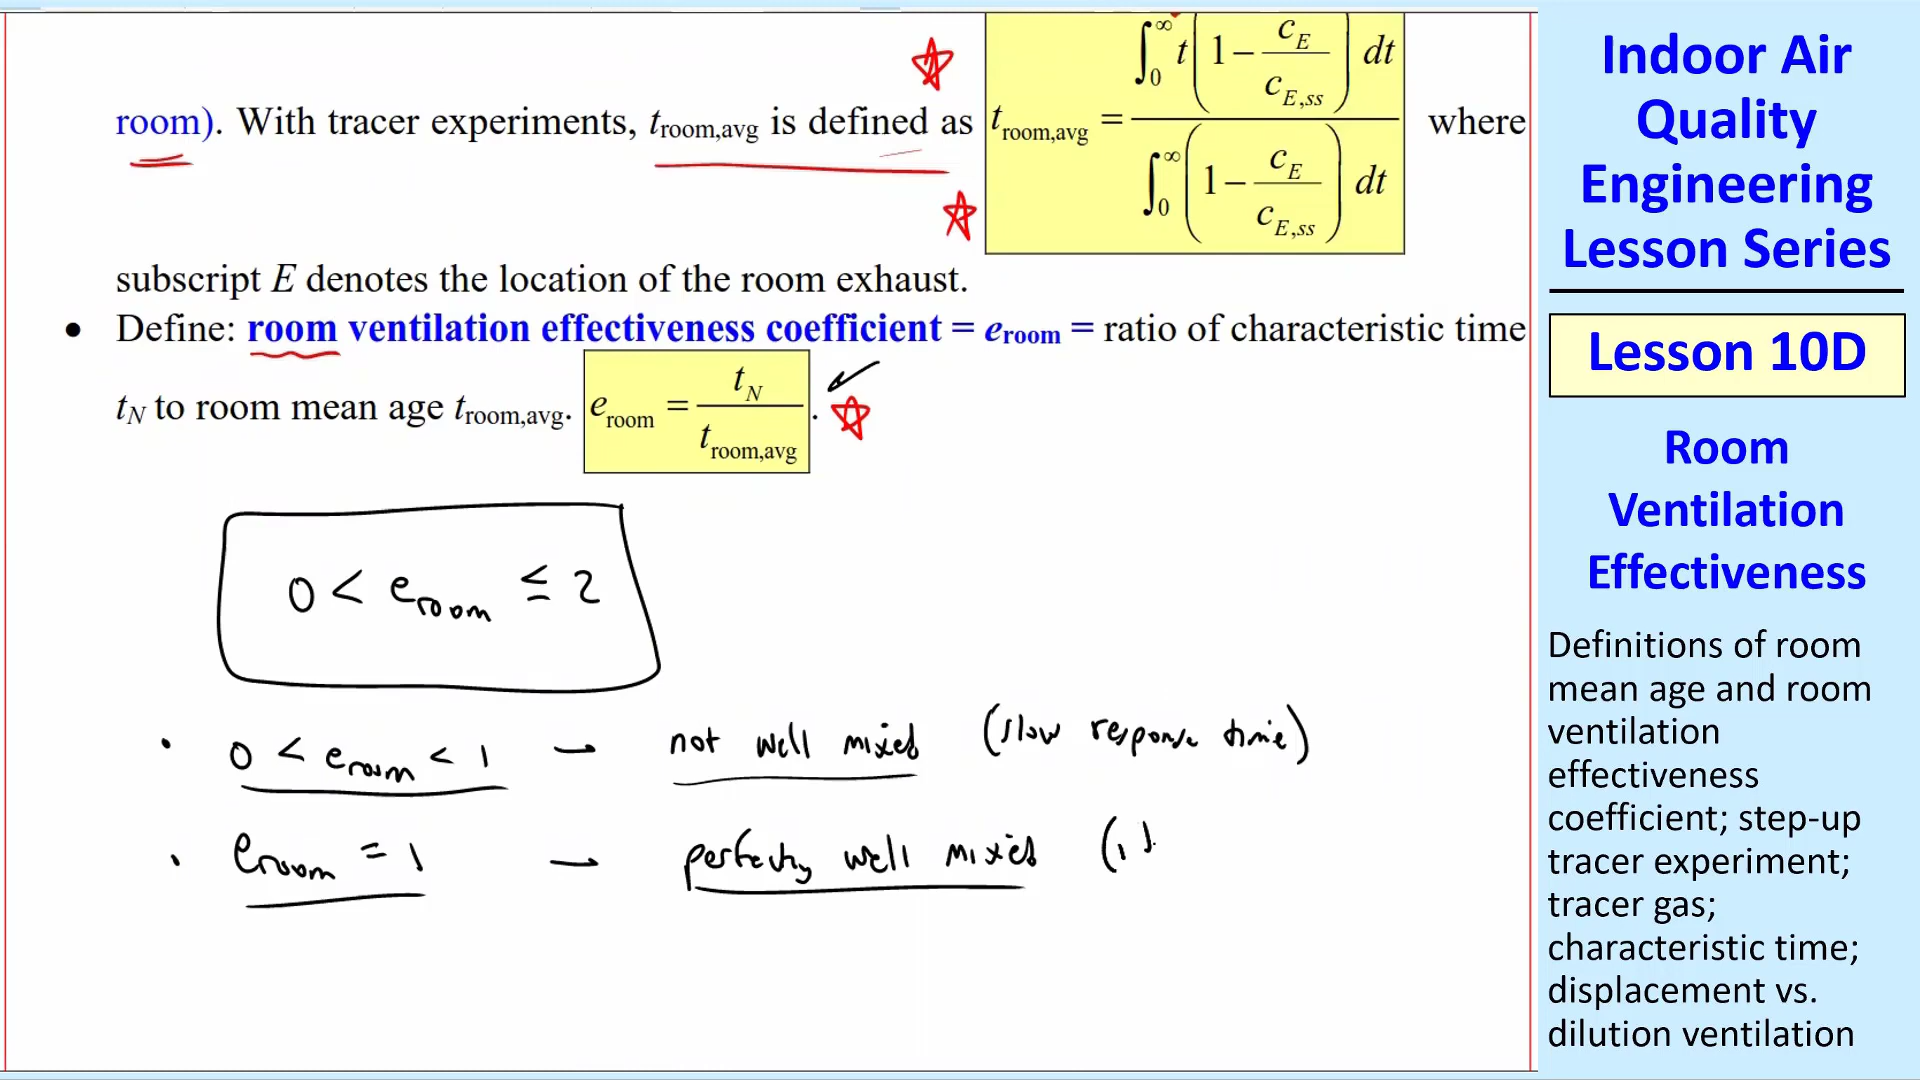 room). With tracer experiments, t_room,avg is defined as t_room,avg = ∫_0^∞ t(1 − c_E/c_E,ss) dt / ∫_0^∞ (1 − c_E/c_E,ss) dt where
subscript E denotes the location of the room exhaust.
• Define: room ventilation effectiveness coefficient = e_room = ratio of characteristic time
t_N to room mean age t_room,avg. e_room = t_N / t_room,avg.
0 < e_room ≤ 2
• 0 < e_room < 1 → not well mixed (slow response time)
• e_room = 1 → perfectly well mixed (
Indoor Air
Quality
Engineering
Lesson Series
Lesson 10D
Room
Ventilation
Effectiveness
Definitions of room
mean age and room
ventilation
effectiveness
coefficient; step-up
tracer experiment;
tracer gas;
characteristic time;
displacement vs.
dilution ventilation